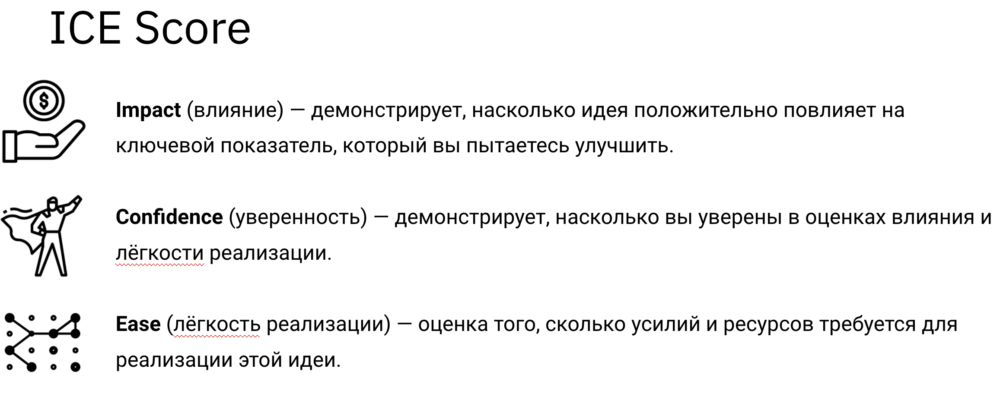 ICE Score
Impact (влияние) — демонстрирует, насколько идея положительно повлияет на
ключевой показатель, который вы пытаетесь улучшить.
Confidence (уверенность) — демонстрирует, насколько вы уверены в оценках влияния и
лёгкости реализации.
Ease (лёгкость реализации) — оценка того, сколько усилий и ресурсов требуется для
реализации этой идеи.